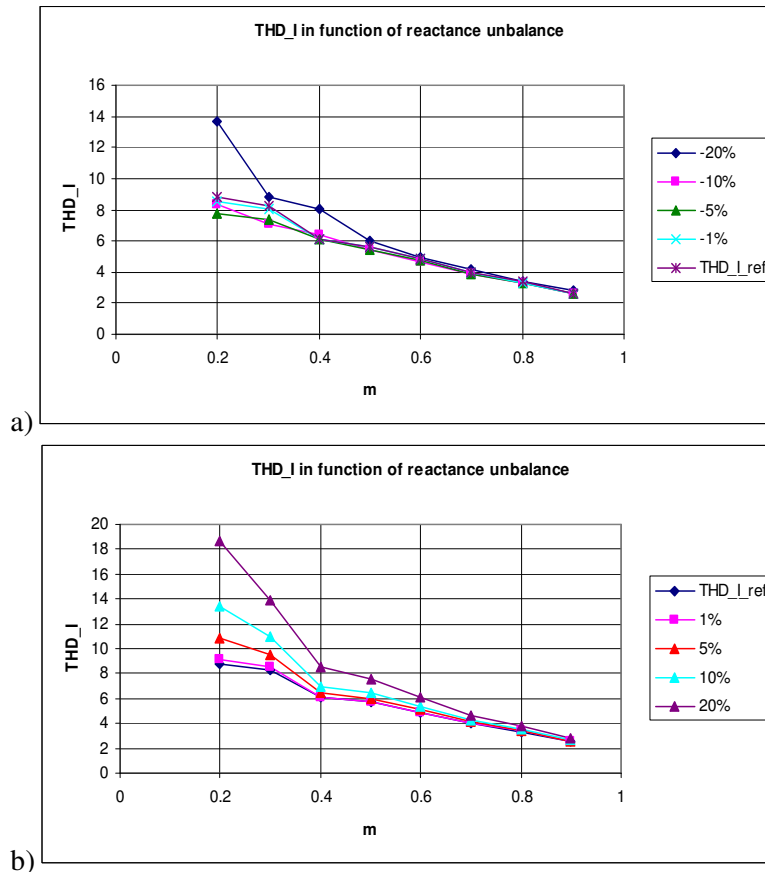 THD_I in function of reactance unbalance
16
14
12
10
8
6
4
2
0
0 0.2 0.4 0.6 0.8 1
THD_I
m
-20%
-10%
-5%
-1%
THD_I_ref
a)
THD_I in function of reactance unbalance
20
18
16
14
12
10
8
6
4
2
0
0 0.2 0.4 0.6 0.8 1
THD_I
m
THD_I_ref
1%
5%
10%
20%
b)